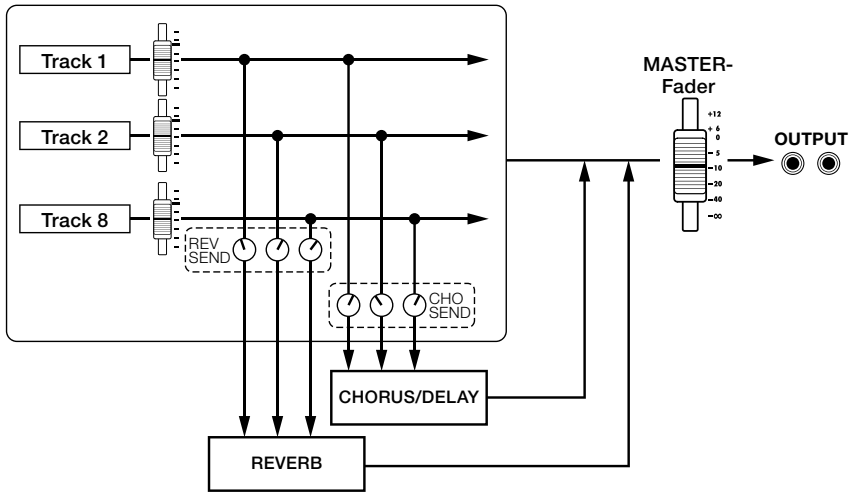 Track 1
Track 2
Track 8
REV
SEND
CHO
SEND
CHORUS/DELAY
REVERB
MASTER-
Fader
+12
+ 6
0
– 5
–10
–20
–40
–∞
OUTPUT